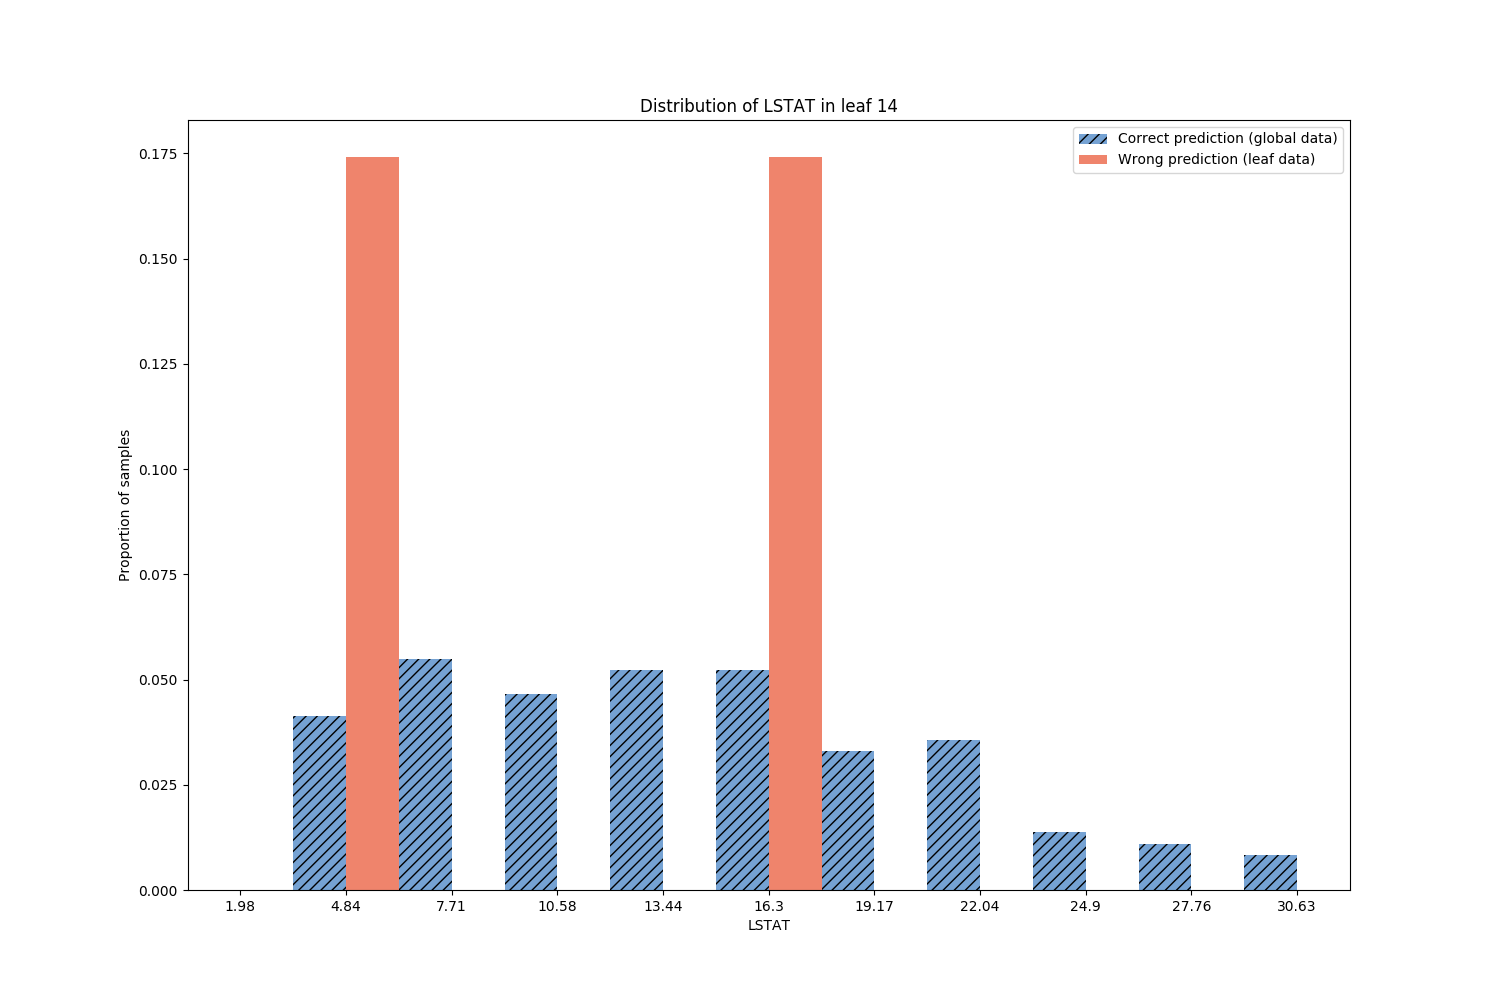 Distribution of LSTAT in leaf 14
Correct prediction (global data)
Wrong prediction (leaf data)
Proportion of samples
0.175
0.150
0.125
0.100
0.075
0.050
0.025
0.000
1.98 4.84 7.71 10.58 13.44 16.3 19.17 22.04 24.9 27.76 30.63
LSTAT